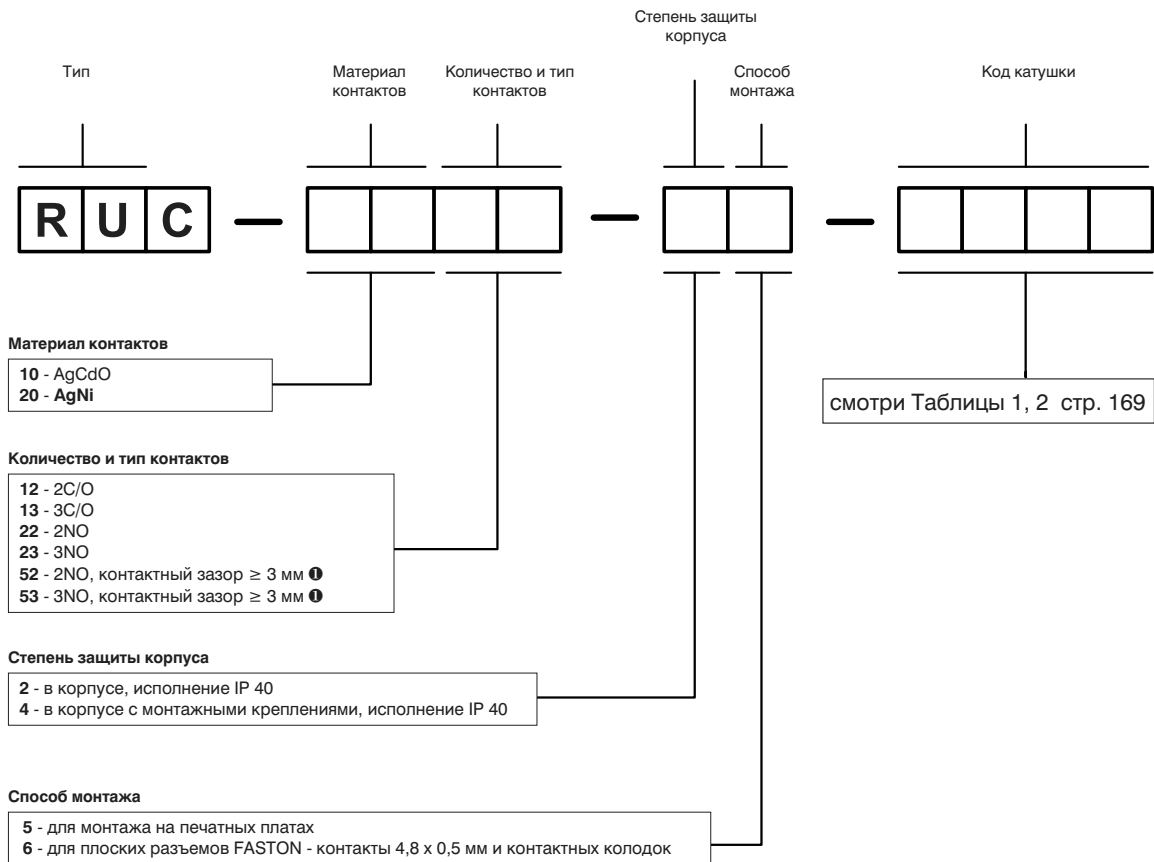 Степень защиты
корпуса
Тип
Материал
контактов
Количество и тип
контактов
Способ
монтажа
Код катушки
R U C – –  –
Материал контактов
10 - AgCdO
20 - AgNi
смотри Таблицы 1, 2 стр. 169
Количество и тип контактов
12 - 2C/O
13 - 3C/O
22 - 2NO
23 - 3NO
52 - 2NO, контактный зазор ≥ 3 мм ❶
53 - 3NO, контактный зазор ≥ 3 мм ❶
Степень защиты корпуса
2 - в корпусе, исполнение IP 40
4 - в корпусе с монтажными креплениями, исполнение IP 40
Способ монтажа
5 - для монтажа на печатных платах
6 - для плоских разъемов FASTON - контакты 4,8 x 0,5 мм и контактных колодок